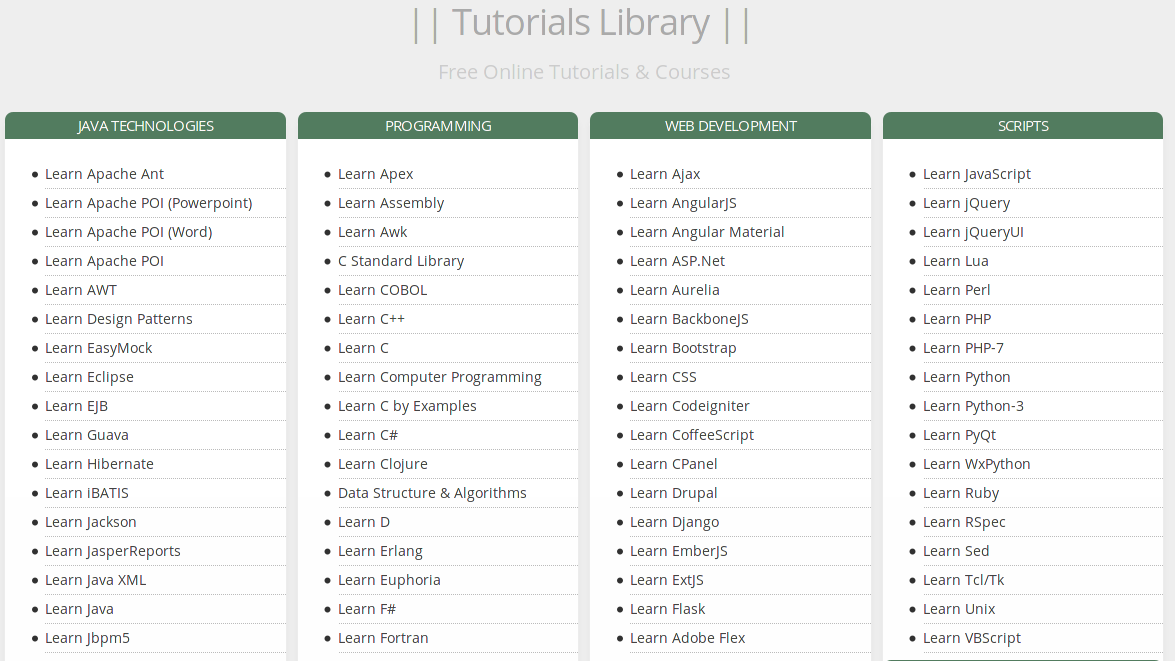 || Tutorials Library ||
Free Online Tutorials & Courses
JAVA TECHNOLOGIES
Learn Apache Ant
Learn Apache POI (Powerpoint)
Learn Apache POI (Word)
Learn Apache POI
Learn AWT
Learn Design Patterns
Learn EasyMock
Learn Eclipse
Learn EJB
Learn Guava
Learn Hibernate
Learn iBATIS
Learn Jackson
Learn JasperReports
Learn Java XML
Learn Java
Learn Jbpm5
PROGRAMMING
Learn Apex
Learn Assembly
Learn Awk
C Standard Library
Learn COBOL
Learn C++
Learn C
Learn Computer Programming
Learn C by Examples
Learn C#
Learn Clojure
Data Structure & Algorithms
Learn D
Learn Erlang
Learn Euphoria
Learn F#
Learn Fortran
WEB DEVELOPMENT
Learn Ajax
Learn AngularJS
Learn Angular Material
Learn ASP.Net
Learn Aurelia
Learn BackboneJS
Learn Bootstrap
Learn CSS
Learn Codeigniter
Learn CoffeeScript
Learn CPanel
Learn Drupal
Learn Django
Learn EmberJS
Learn ExtJS
Learn Flask
Learn Adobe Flex
SCRIPTS
Learn JavaScript
Learn jQuery
Learn jQueryUI
Learn Lua
Learn Perl
Learn PHP
Learn PHP-7
Learn Python
Learn Python-3
Learn PyQt
Learn WxPython
Learn Ruby
Learn RSpec
Learn Sed
Learn Tcl/Tk
Learn Unix
Learn VBScript